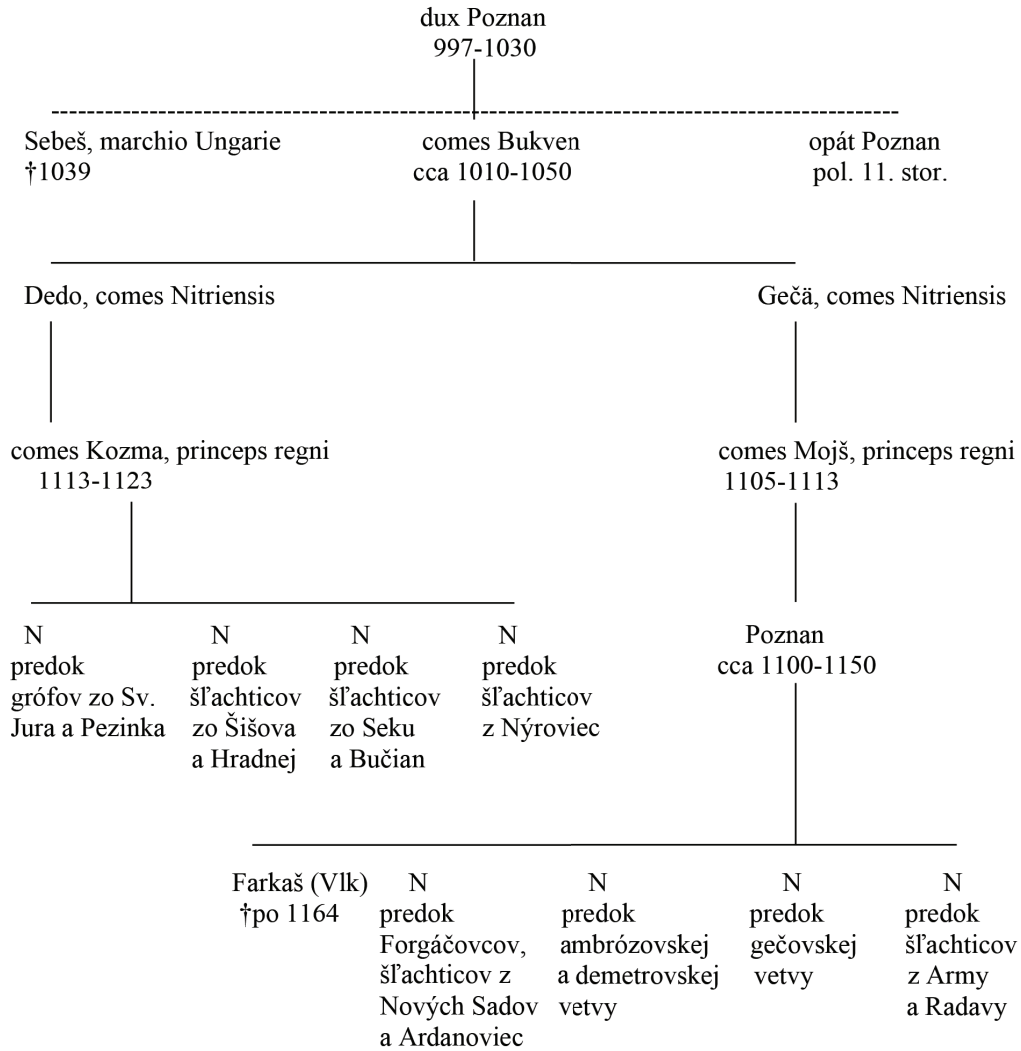 dux Poznan
997-1030
Sebeš, marchio Ungarie
†1039
comes Bukven
cca 1010-1050
opát Poznan
pol. 11. stor.
Dedo, comes Nitriensis
Gečä, comes Nitriensis
comes Kozma, princeps regni
1113-1123
comes Mojš, princeps regni
1105-1113
N
predok
grófov zo Sv.
Jura a Pezinka
N
predok
šľachticov
zo Šišova
a Hradnej
N
predok
šľachticov
zo Seku
a Bučian
N
predok
šľachticov
z Nýroviec
Poznan
cca 1100-1150
Farkaš (Vlk)
†po 1164
N
predok
Forgáčovcov,
šľachticov z
Nových Sadov
a Ardanoviec
N
predok
ambrózovskej
a demetrovskej
vetvy
N
predok
gečovskej
vetvy
N
predok
šľachticov
z Army
a Radavy